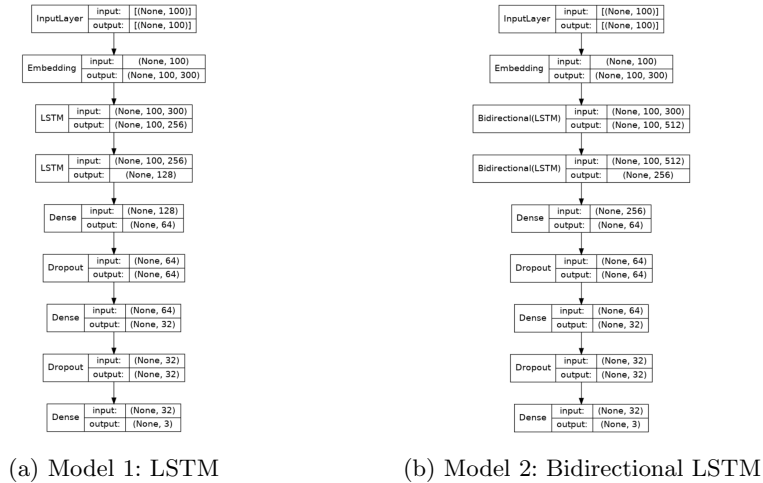 InputLayer input: [(None, 100)]
output: [(None, 100)]
Embedding input: (None, 100)
output: (None, 100, 300)
LSTM input: (None, 100, 300)
output: (None, 100, 256)
LSTM input: (None, 100, 256)
output: (None, 128)
Dense input: (None, 128)
output: (None, 64)
Dropout input: (None, 64)
output: (None, 64)
Dense input: (None, 64)
output: (None, 32)
Dropout input: (None, 32)
output: (None, 32)
Dense input: (None, 32)
output: (None, 3)
(a) Model 1: LSTM
InputLayer input: [(None, 100)]
output: [(None, 100)]
Embedding input: (None, 100)
output: (None, 100, 300)
Bidirectional(LSTM) input: (None, 100, 300)
output: (None, 100, 512)
Bidirectional(LSTM) input: (None, 100, 512)
output: (None, 256)
Dense input: (None, 256)
output: (None, 64)
Dropout input: (None, 64)
output: (None, 64)
Dense input: (None, 64)
output: (None, 32)
Dropout input: (None, 32)
output: (None, 32)
Dense input: (None, 32)
output: (None, 3)
(b) Model 2: Bidirectional LSTM